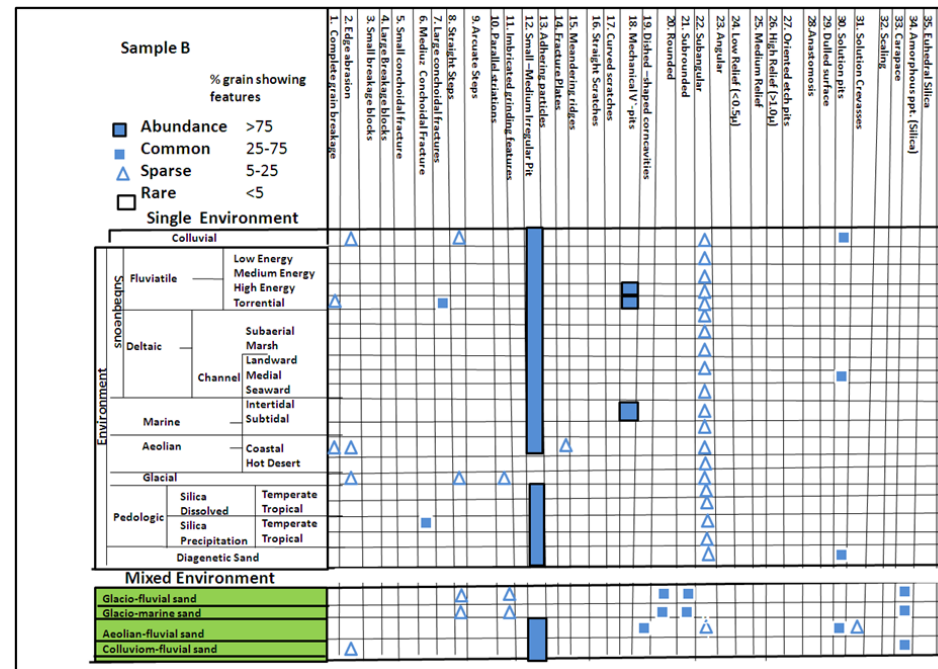 Sample B
% grain showing
features
Abundance >75
Common 25-75
Sparse 5-25
Rare <5
Single Environment
1. Complete grain breakage
2. Edge abrasion
3. Small breakage blocks
4. Large Breakage blocks
5. Small conchoidal fracture
6. Mediuz Conchoidal Fracture
7. Large conchoidal fractures
8. Straight Steps
9. Arcuate Steps
10. Parallel striations
11. Imbricated grinding features
12. Small -Medium Irregular Pit
13. Adhering particles
14. Fracture Plates
15. Meandering ridges
16. Straight Scratches
17. Curved scratches
18. Mechanical V'-pits
19. Dished -shaped corncavities
20. Rounded
21. Subrounded
22. Subangular
23. Angular
24. Low Relief (<0.5µ)
25. Medium Relief
26. High Relief (>1.0µ)
27. Oriented etch pits
28. Anastomosis
29. Dulled surface
30. Solution pits
31. Solution Crevasses
32. Scaling
33. Carapace
34. Amorphous ppt. (Silica)
35. Euhedral Silica
Colluvial
Environment
Subaqeenous
Fluviatile
Low Energy
Medium Energy
High Energy
Torrential
Deltaic
Subaerial
Marsh
Channel
Landward
Medial
Seaward
Marine
Intertidal
Subtidal
Aeolian
Coastal
Hot Desert
Glacial
Pedologic
Silica
Dissolved
Temperate
Tropical
Silica
Precipitation
Temperate
Tropical
Diagenetic Sand
Mixed Environment
Glacio-fluvial sand
Glacio-marine sand
Aeolian-fluvial sand
Colluviom-fluvial sand